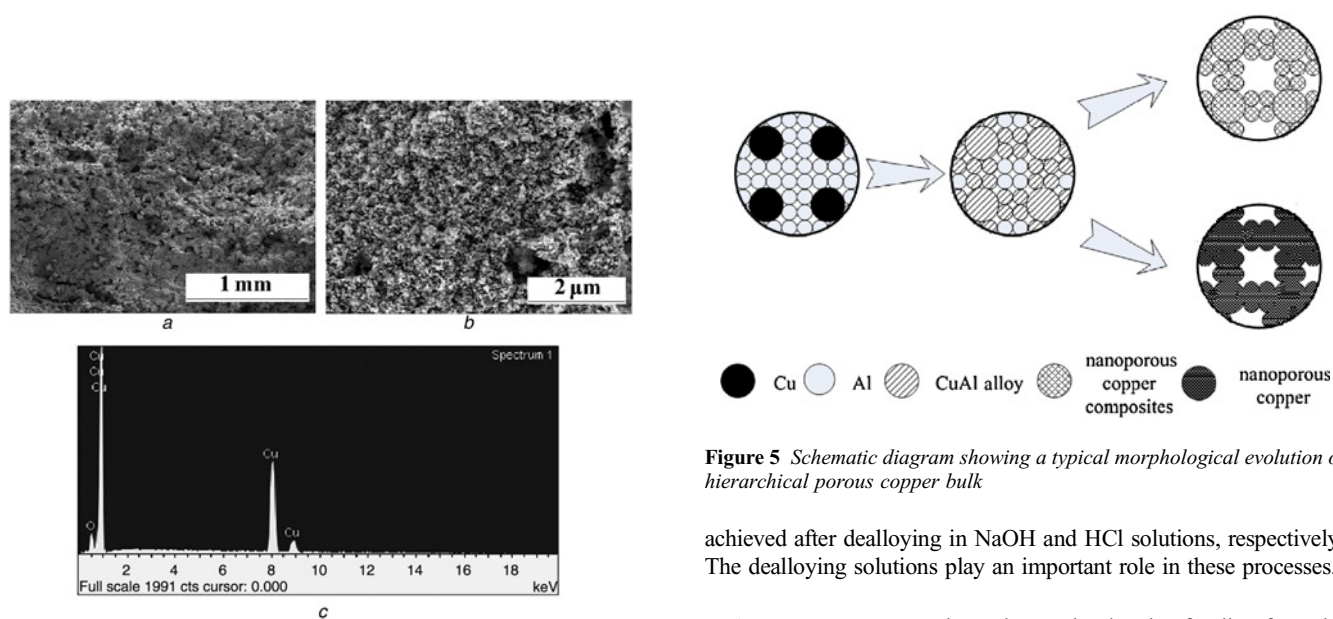 1 mm
a
2 µm
b
Cu
Cu
Cu
Spectrum 1
Cu
O
Cu
2 4 6 8 10 12 14 16 18
Full scale 1991 cts cursor: 0.000 keV
c
Cu Al CuAl alloy nanoporous copper composites nanoporous copper
Figure 5 Schematic diagram showing a typical morphological evolution
hierarchical porous copper bulk
achieved after dealloying in NaOH and HCl solutions, respectively
The dealloying solutions play an important role in these processes.